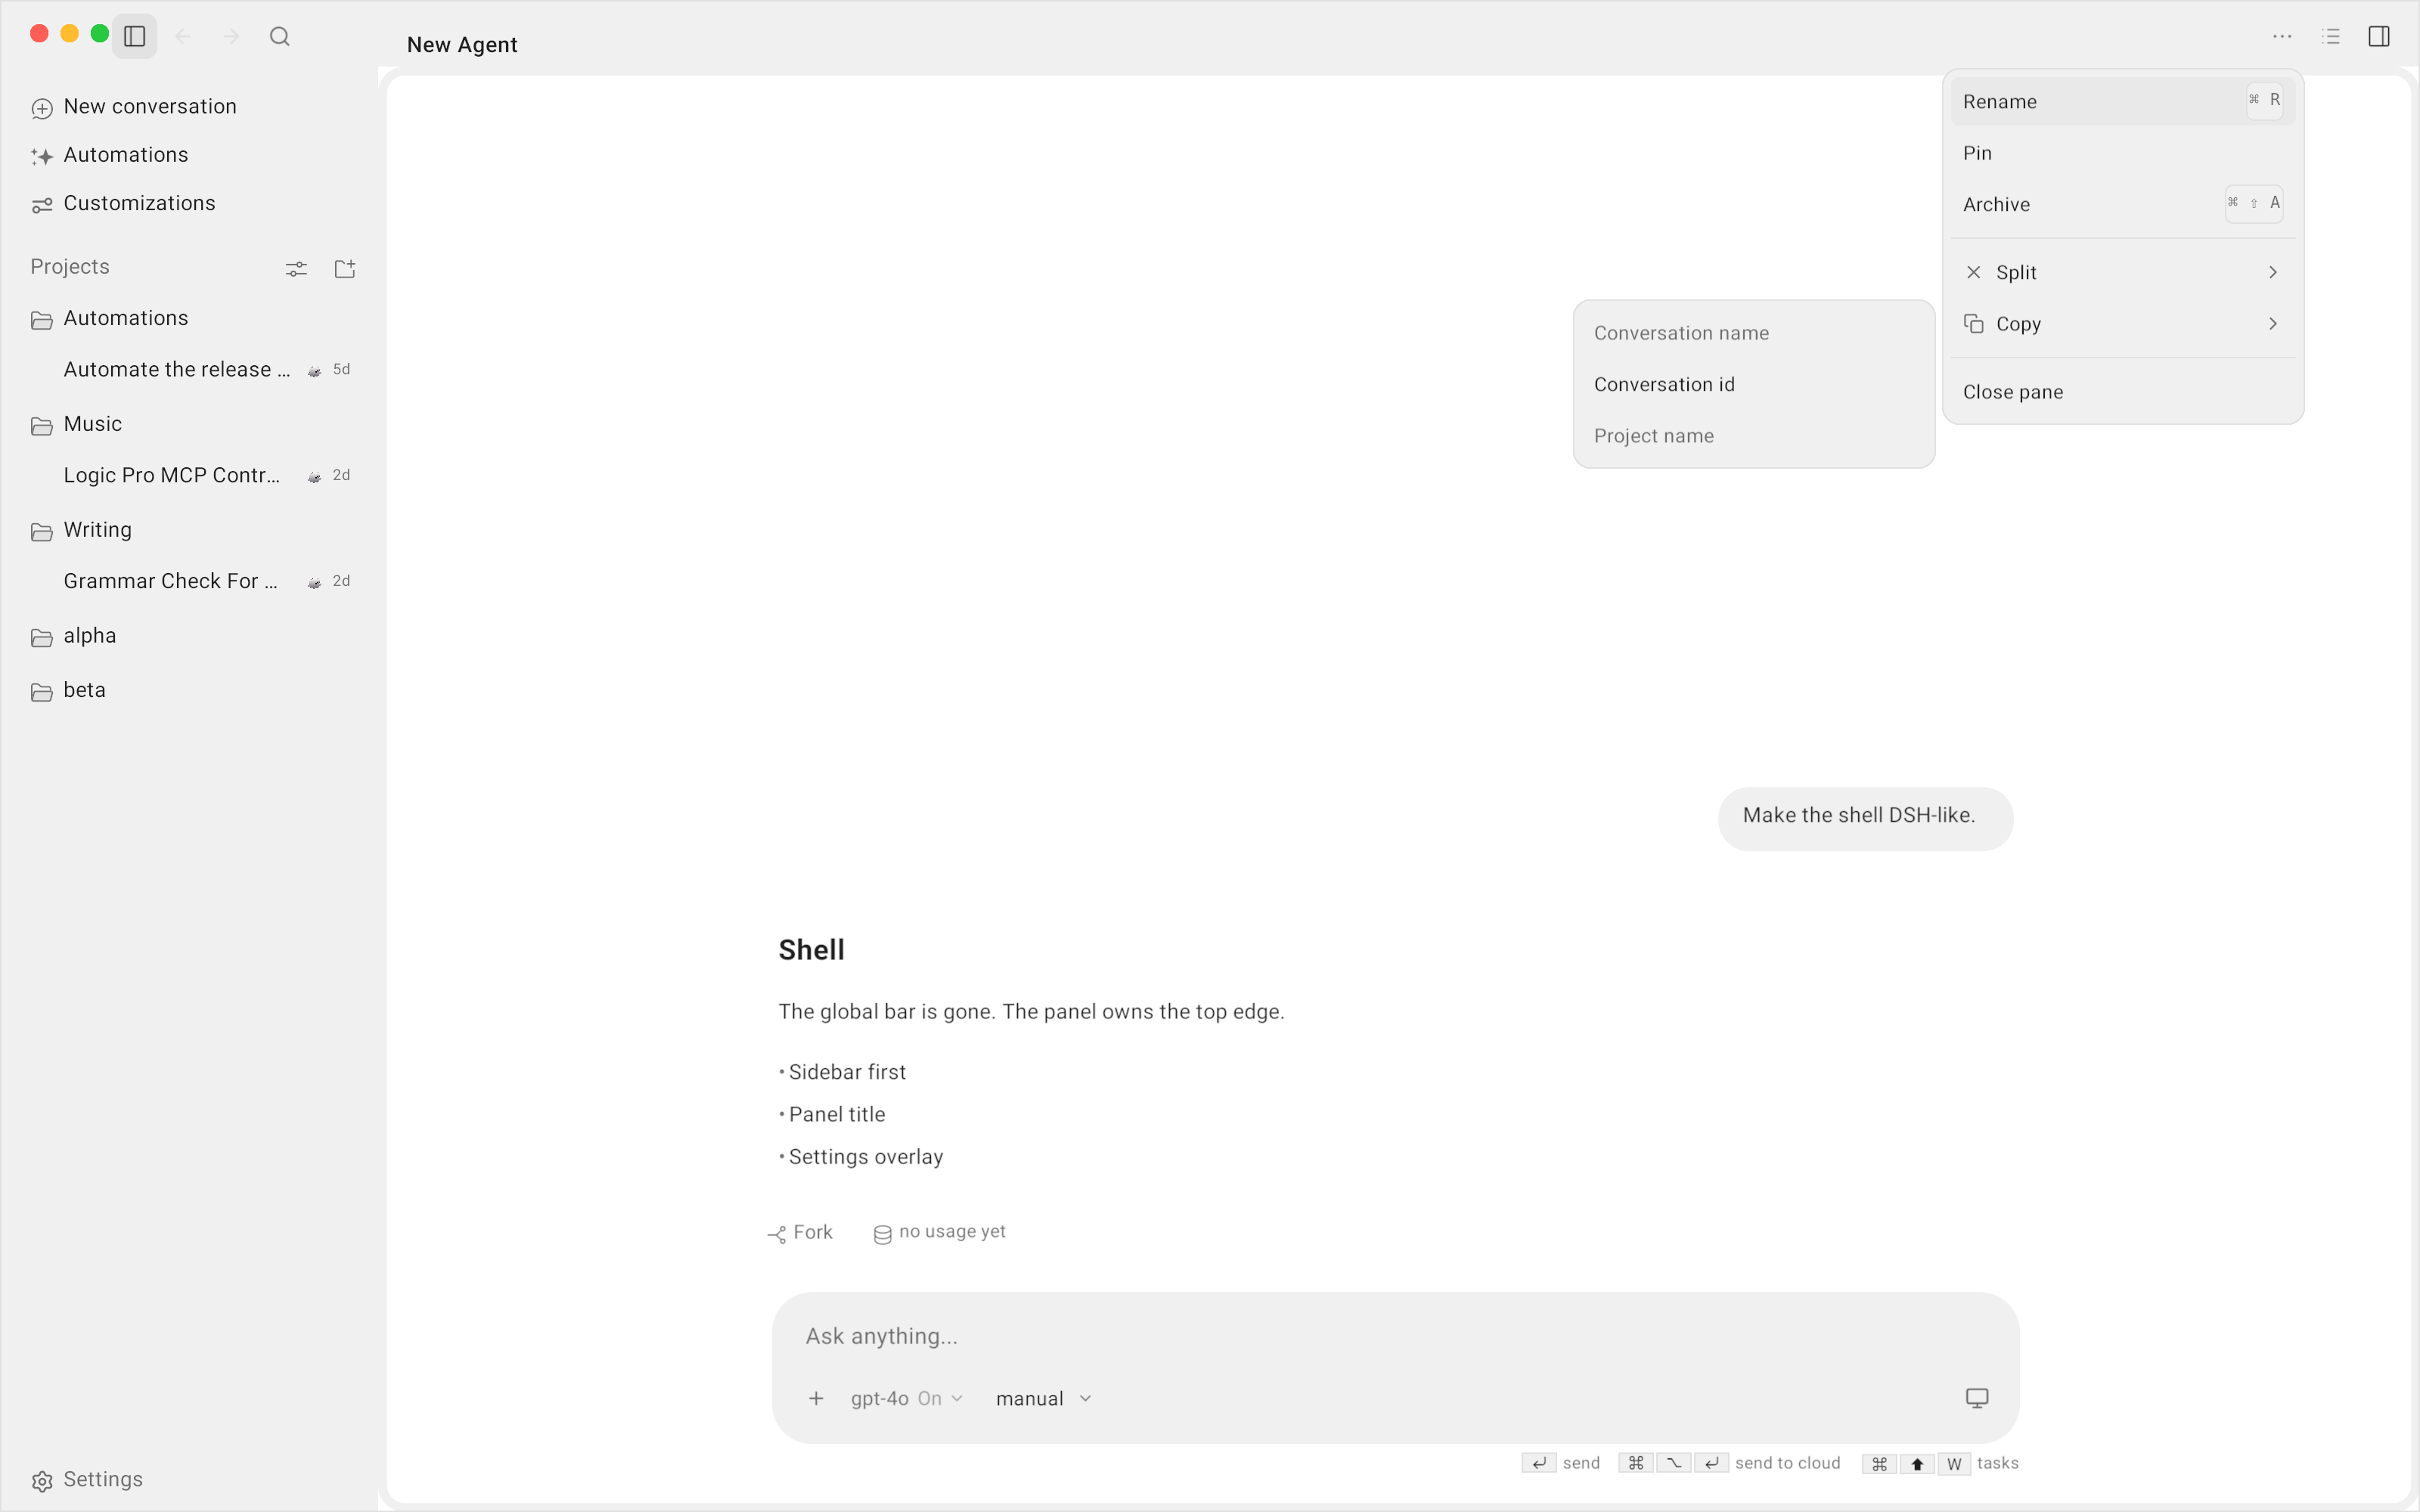 New Agent
New conversation
Automations
Customizations
Projects
Automations
Automate the release ... 5d
Music
Logic Pro MCP Contr... 2d
Writing
Grammar Check For ... 2d
alpha
beta
Settings
Rename ⌘ R
Pin
Archive ⌘ ⇧ A
Split
Copy
Close pane
Conversation name
Conversation id
Project name
Make the shell DSH-like.
Shell
The global bar is gone. The panel owns the top edge.
• Sidebar first
• Panel title
• Settings overlay
Fork no usage yet
Ask anything...
gpt-4o On manual
↵ send ⌘ ⌥ ↵ send to cloud ⌘ ⬆ W tasks